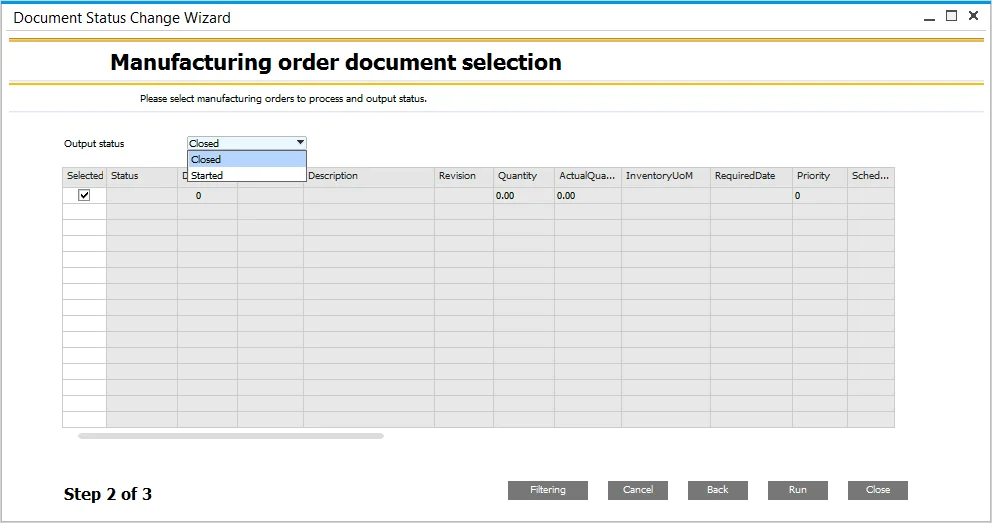 Document Status Change Wizard
Manufacturing order document selection
Please select manufacturing orders to process and output status.
Output status Closed
Closed
Started
Selected Status D Description Revision Quantity ActualQua... InventoryUoM RequiredDate Priority Sched...
0 0.00 0.00 0
Step 2 of 3 Filtering Cancel Back Run Close